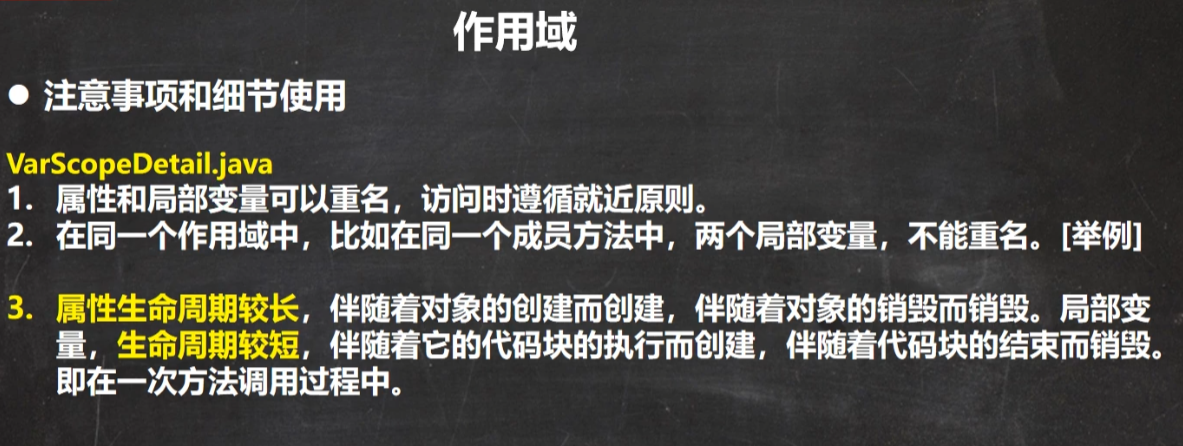 作用域
● 注意事项和细节使用
VarScopeDetail.java
1. 属性和局部变量可以重名，访问时遵循就近原则。
2. 在同一个作用域中，比如在同一个成员方法中，两个局部变量，不能重名。[举例]
3. 属性生命周期较长，伴随着对象的创建而创建，伴随着对象的销毁而销毁。局部变
量，生命周期较短，伴随着它的代码块的执行而创建，伴随着代码块的结束而销毁。
即在一次方法调用过程中。